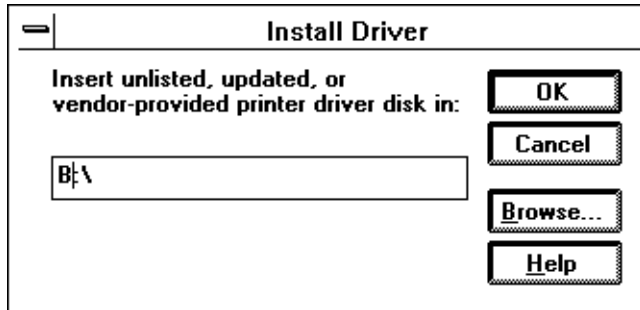 Install Driver
Insert unlisted, updated, or
vendor-provided printer driver disk in:
B:\
OK
Cancel
Browse...
Help